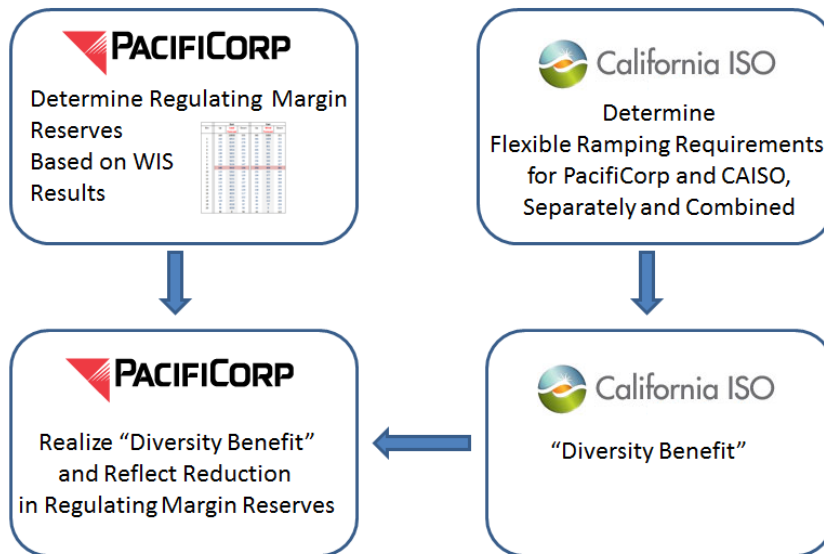 PACIFICORP
Determine Regulating Margin
Reserves
Based on WIS
Results
California ISO
Determine
Flexible Ramping Requirements
for PacifiCorp and CAISO,
Separately and Combined
PACIFICORP
Realize “Diversity Benefit”
and Reflect Reduction
in Regulating Margin Reserves
California ISO
“Diversity Benefit”